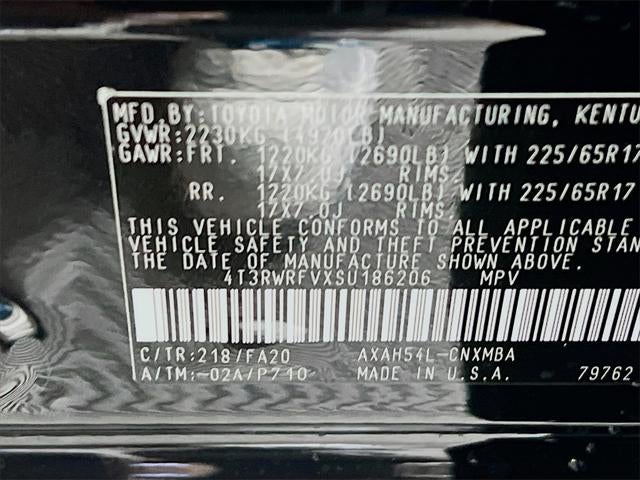 MFD. BY: TOYOTA MOTOR MANUFACTURING, KENTU
GVWR: 2230KG (4920LB)
GAWR: FRT. 1220KG (2690LB) WITH 225/65R17
17X7.0J RIMS.
RR. 1220KG (2690LB) WITH 225/65R17
17X7.0J RIMS.
THIS VEHICLE CONFORMS TO ALL APPLICABLE
VEHICLE SAFETY AND THEFT PREVENTION STAN
THE DATE OF MANUFACTURE SHOWN ABOVE.
4T3RWRFVXSU186206 MPV
C/TR: 218/FA20 AXAH54L-CNXMBA
A/TM: -02A/P710 MADE IN U.S.A. 79762